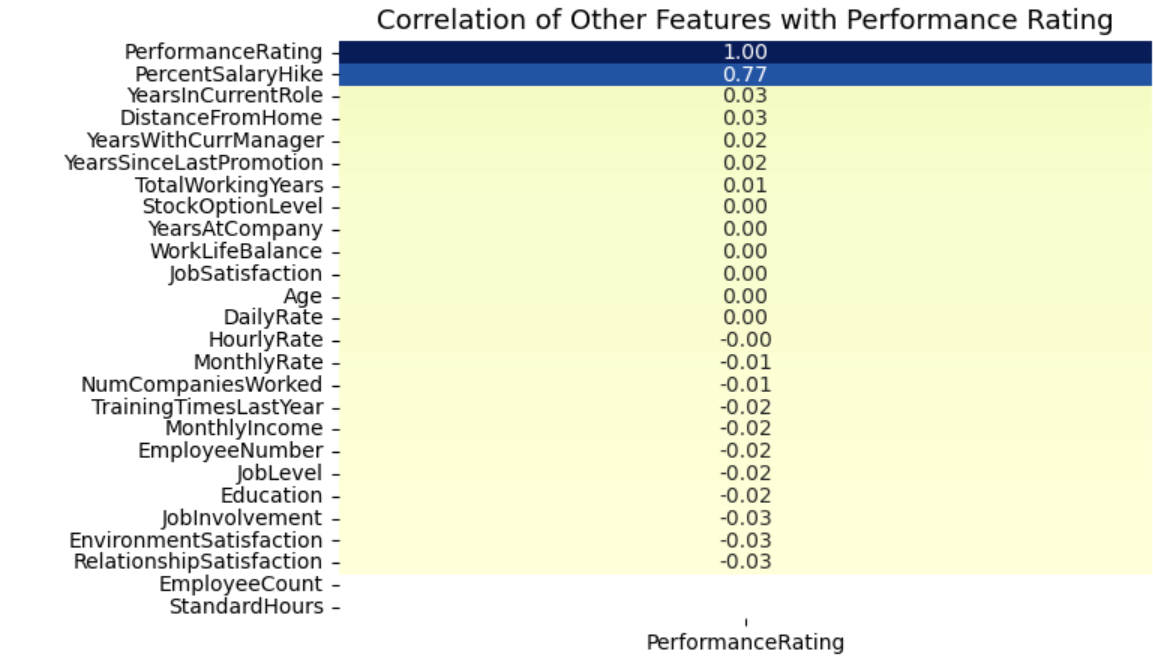 Correlation of Other Features with Performance Rating
PerformanceRating 1.00
PercentSalaryHike 0.77
YearsInCurrentRole 0.03
DistanceFromHome 0.03
YearsWithCurrManager 0.02
YearsSinceLastPromotion 0.02
TotalWorkingYears 0.01
StockOptionLevel 0.00
YearsAtCompany 0.00
WorkLifeBalance 0.00
JobSatisfaction 0.00
Age 0.00
DailyRate 0.00
HourlyRate -0.00
MonthlyRate -0.01
NumCompaniesWorked -0.01
TrainingTimesLastYear -0.02
MonthlyIncome -0.02
EmployeeNumber -0.02
JobLevel -0.02
Education -0.02
JobInvolvement -0.03
EnvironmentSatisfaction -0.03
RelationshipSatisfaction -0.03
EmployeeCount
StandardHours
PerformanceRating